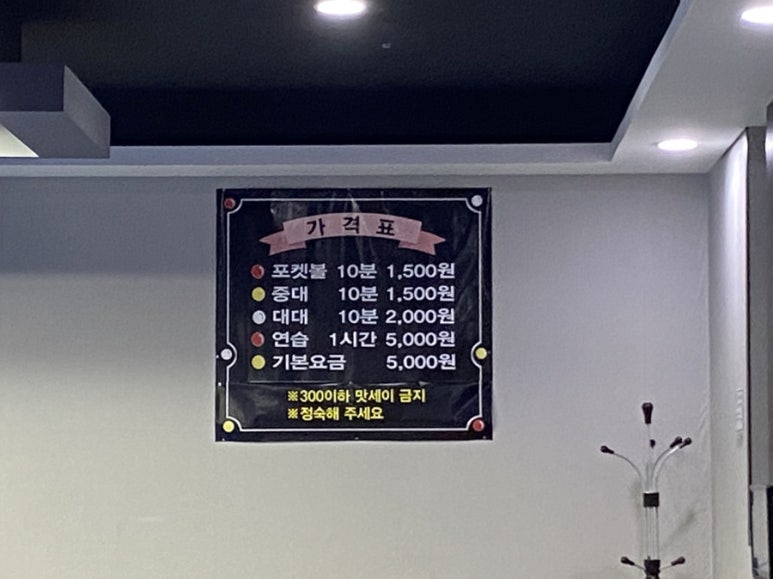 가 격 표
포켓볼 10분 1,500원
중대 10분 1,500원
대대 10분 2,000원
연습 1시간 5,000원
기본요금 5,000원
※300이하 맛세이 금지
※정숙해 주세요